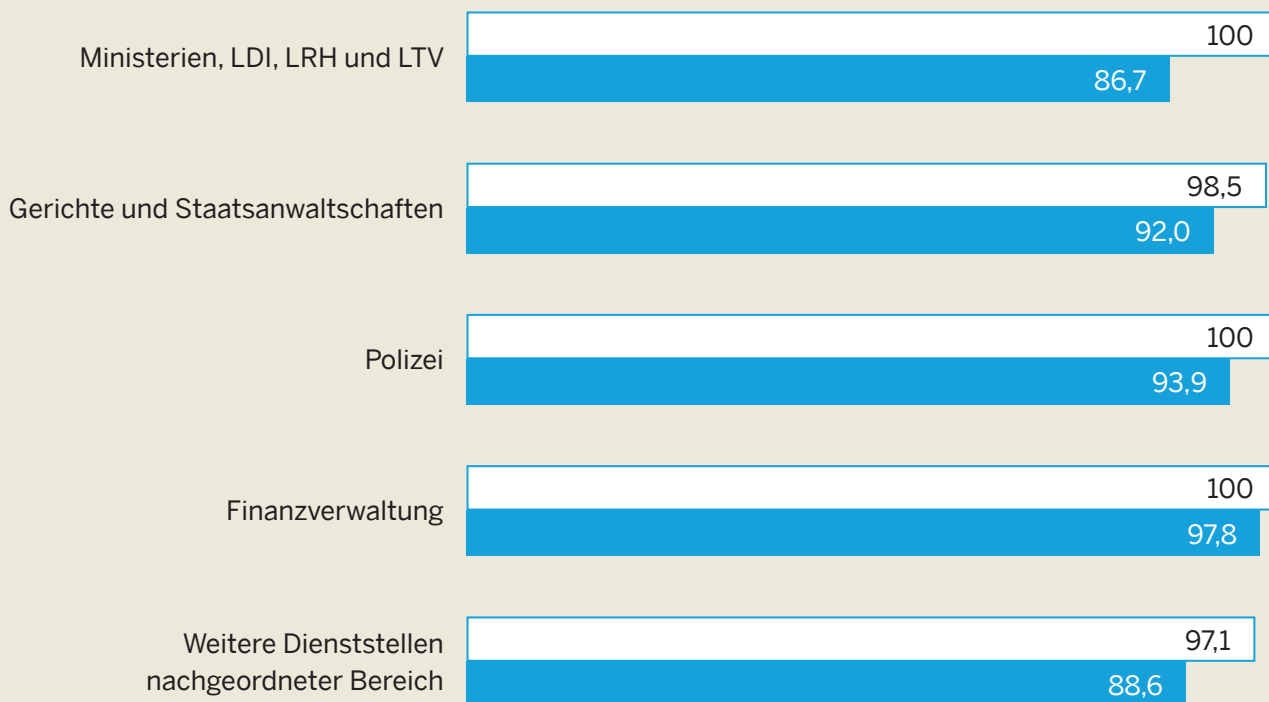 Ministerien, LDI, LRH und LTV
100
86,7
Gerichte und Staatsanwaltschaften
98,5
92,0
Polizei
100
93,9
Finanzverwaltung
100
97,8
Weitere Dienststellen
nachgeordneter Bereich
97,1
88,6